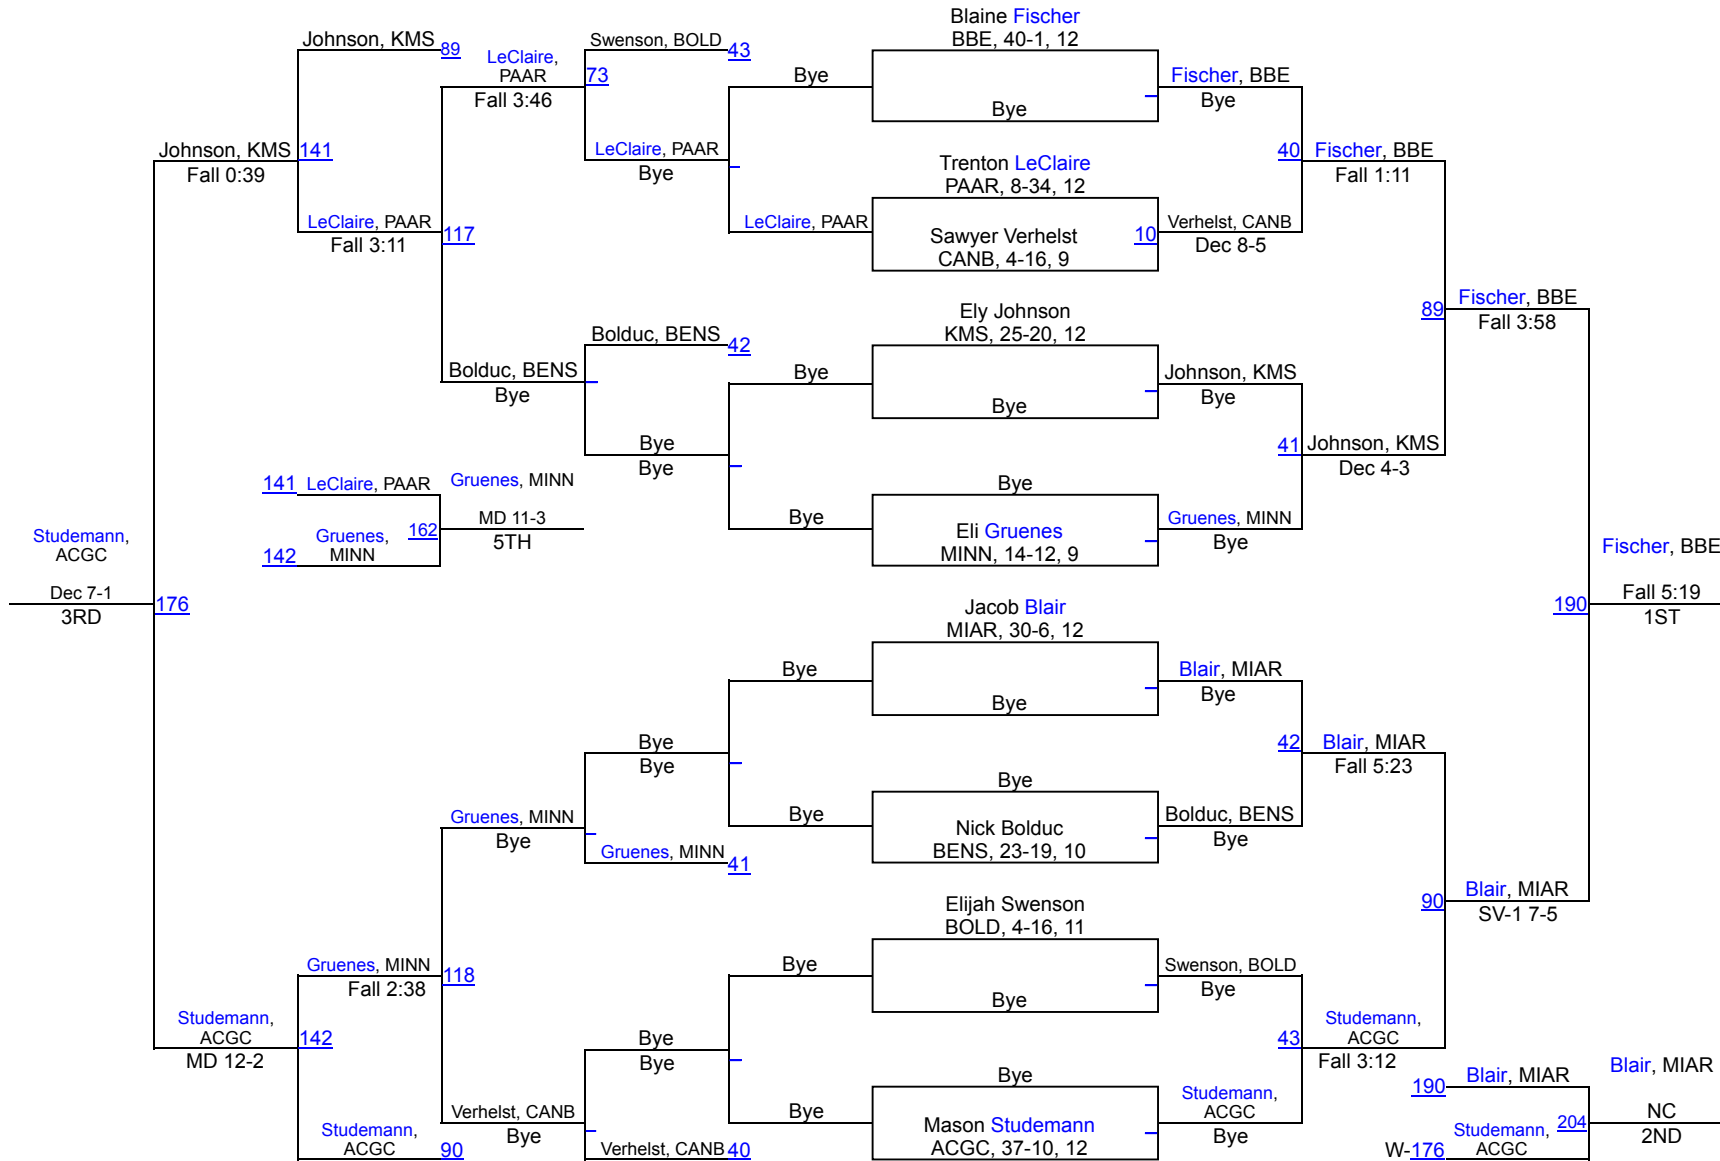 Blaine Fischer
BBE, 40-1, 12
Johnson, KMS
89
LeClaire,
PAAR
73
Fall 3:46
Swenson, BOLD
43
Bye
Bye
Fischer, BBE
Bye
Johnson, KMS
141
Fall 0:39
LeClaire, PAAR
Bye
Trenton LeClaire
PAAR, 8-34, 12
40
Fischer, BBE
Fall 1:11
LeClaire, PAAR
117
Fall 3:11
LeClaire, PAAR
Sawyer Verhelst
CANB, 4-16, 9
10
Verhelst, CANB
Dec 8-5
Ely Johnson
KMS, 25-20, 12
89
Fischer, BBE
Fall 3:58
Bolduc, BENS
42
Bolduc, BENS
Bye
Bye
Bye
Johnson, KMS
Bye
Bye
Bye
41
Johnson, KMS
Dec 4-3
141
LeClaire, PAAR
Gruenes, MINN
MD 11-3
5TH
Gruenes,
MINN
162
142
Bye
Bye
Eli Gruenes
MINN, 14-12, 9
Gruenes, MINN
Bye
Studemann,
ACGC
Dec 7-1
3RD
176
Fischer, BBE
190
Fall 5:19
1ST
Jacob Blair
MIAR, 30-6, 12
Bye
Bye
Blair, MIAR
Bye
Bye
Bye
42
Blair, MIAR
Fall 5:23
Bye
Bye
Nick Bolduc
BENS, 23-19, 10
Bolduc, BENS
Bye
Gruenes, MINN
Bye
Gruenes, MINN
41
Elijah Swenson
BOLD, 4-16, 11
90
Blair, MIAR
SV-1 7-5
Gruenes, MINN
118
Fall 2:38
Bye
Bye
Swenson, BOLD
Bye
Studemann,
ACGC
142
MD 12-2
Bye
Bye
43
Studemann,
ACGC
Fall 3:12
Verhelst, CANB
Bye
Bye
Bye
Mason Studemann
ACGC, 37-10, 12
Studemann,
ACGC
Bye
Studemann,
ACGC
90
Verhelst, CANB
40
190
Blair, MIAR
Blair, MIAR
NC
2ND
204
Studemann,
ACGC
W-176